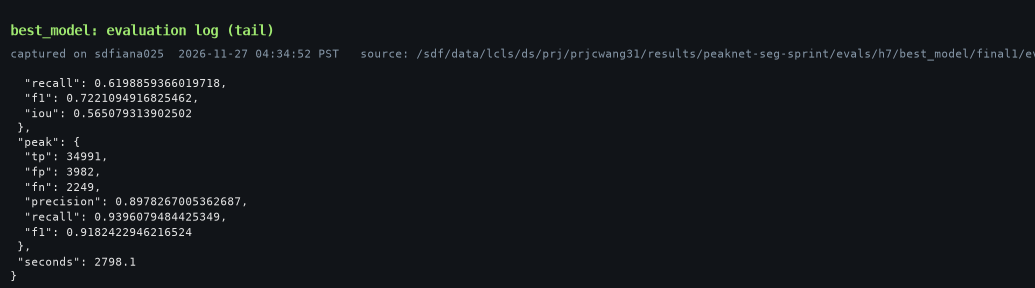 best_model: evaluation log (tail)
captured on sdfiana025 2026-11-27 04:34:52 PST source: /sdf/data/lcls/ds/prj/prjcwang31/results/peaknet-seg-sprint/evals/h7/best_model/final1/ev
"recall": 0.6198859366019718,
"f1": 0.7221094916825462,
"iou": 0.565079313902502
},
"peak": {
"tp": 34991,
"fp": 3982,
"fn": 2249,
"precision": 0.8978267005362687,
"recall": 0.9396079484425349,
"f1": 0.9182422946216524
},
"seconds": 2798.1
}